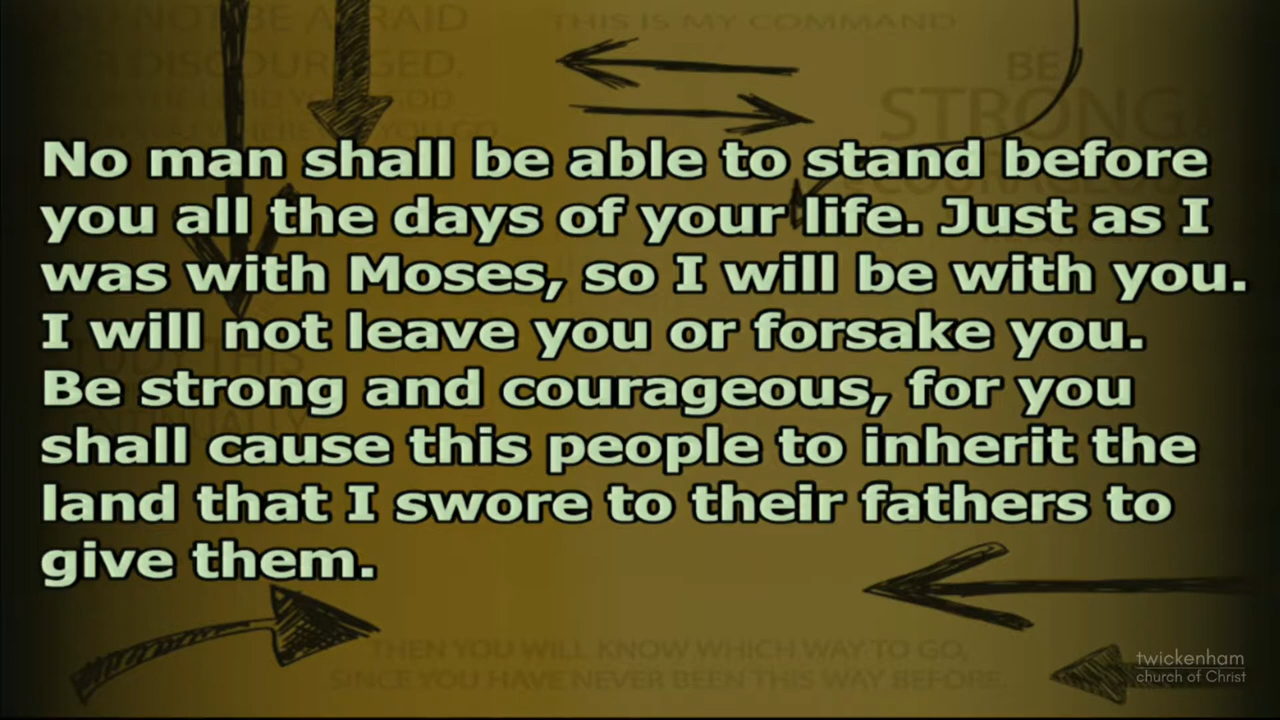 DO NOT BE AFRAID
THIS IS MY COMMAND
DISCOURAGED,
BE
STRONG
No man shall be able to stand before
you all the days of your life. Just as I
was with Moses, so I will be with you.
I will not leave you or forsake you.
Be strong and courageous, for you
shall cause this people to inherit the
land that I swore to their fathers to
give them.
THEN YOU WILL KNOW WHICH WAY TO GO,
SINCE YOU HAVE NEVER BEEN THIS WAY BEFORE.
twickenham
church of Christ